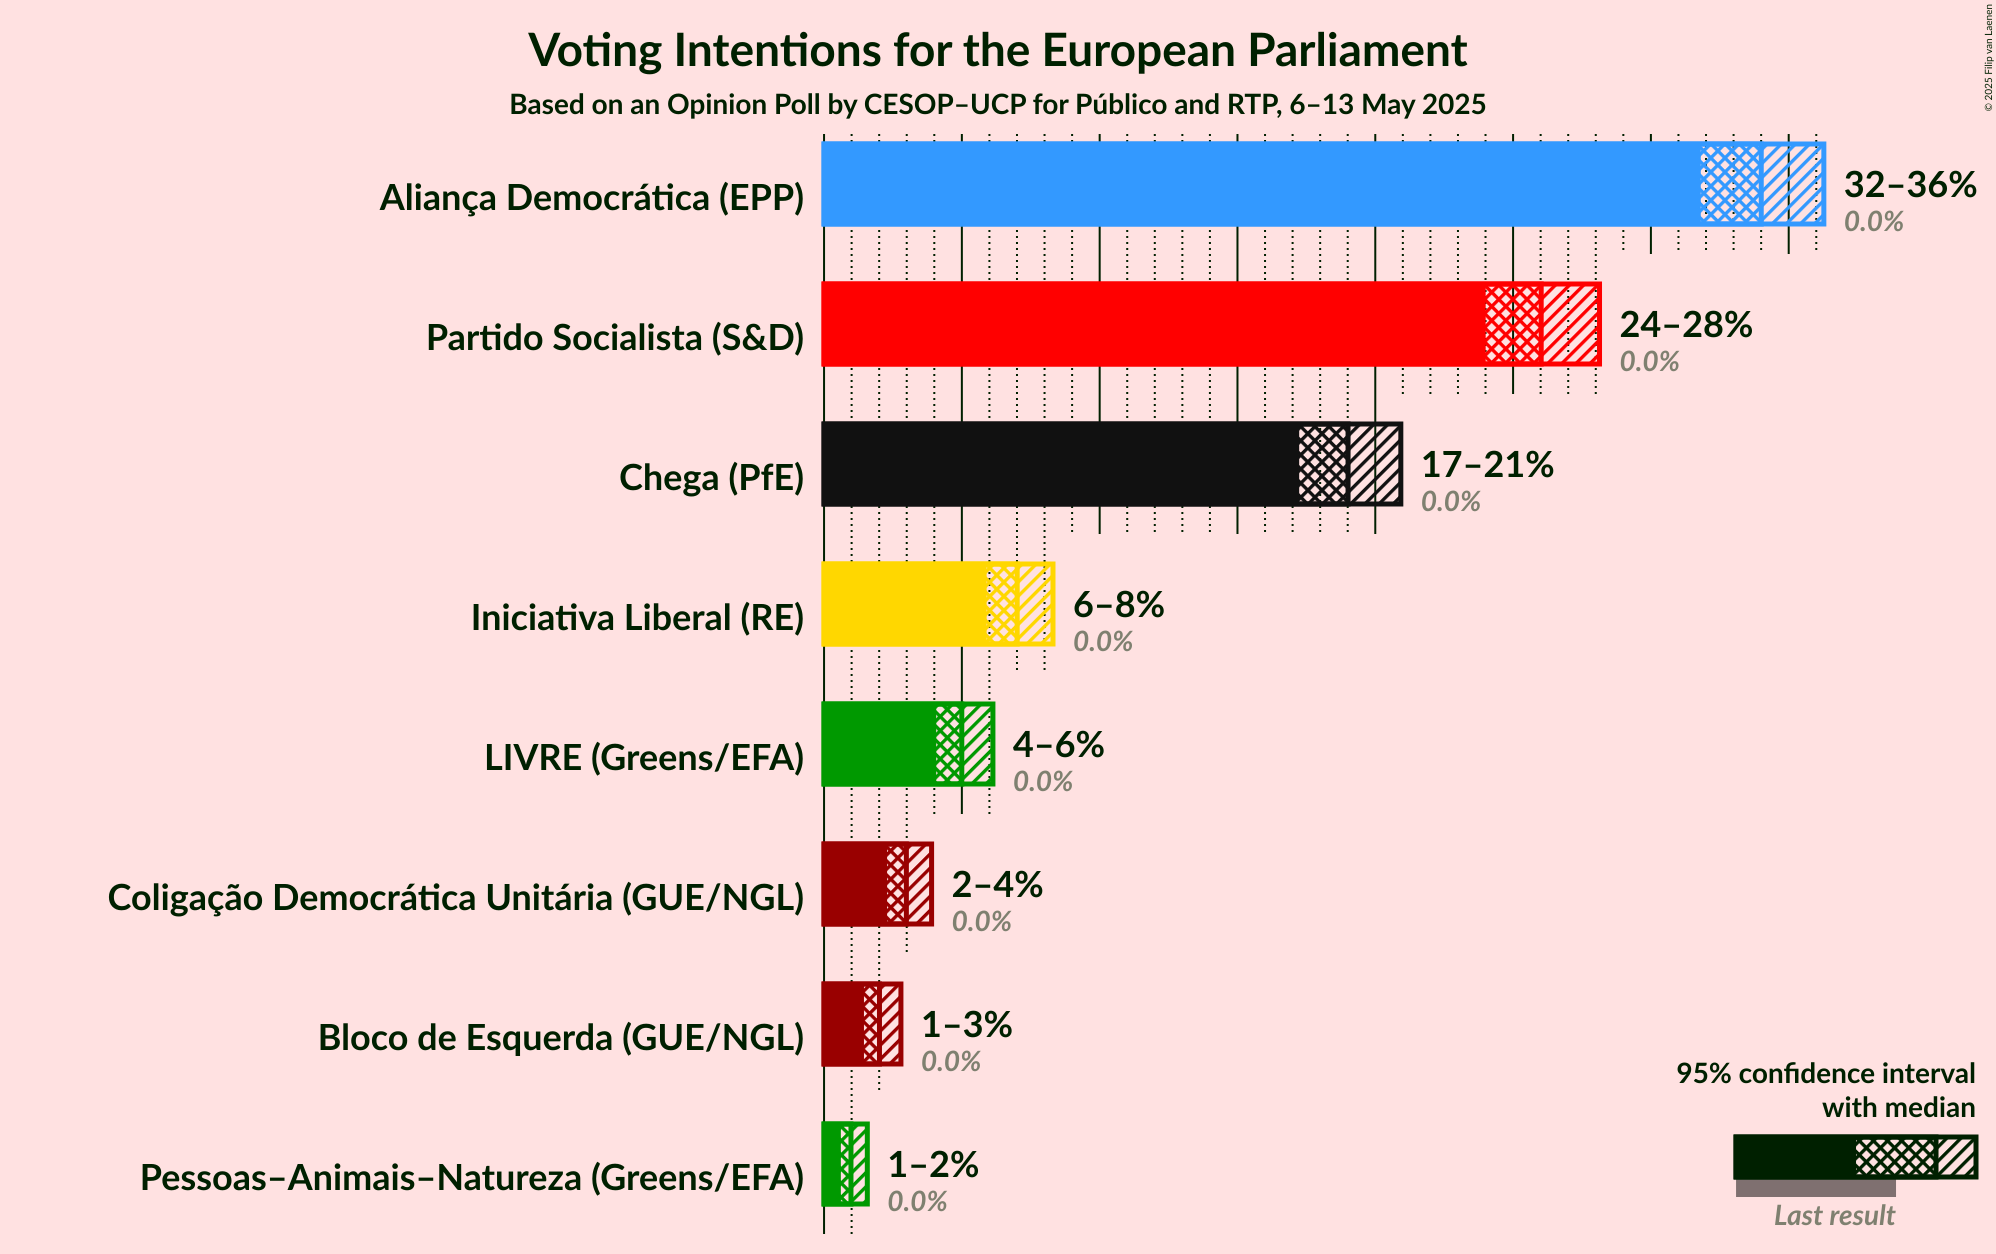 Voting Intentions for the European Parliament
Based on an Opinion Poll by CESOP–UCP for Público and RTP, 6–13 May 2025
© 2025 Filip van Laenen
Aliança Democrática (EPP)
32–36%
0.0%
Partido Socialista (S&D)
24–28%
0.0%
Chega (PfE)
17–21%
0.0%
Iniciativa Liberal (RE)
6–8%
0.0%
LIVRE (Greens/EFA)
4–6%
0.0%
Coligação Democrática Unitária (GUE/NGL)
2–4%
0.0%
Bloco de Esquerda (GUE/NGL)
1–3%
0.0%
Pessoas–Animais–Natureza (Greens/EFA)
1–2%
0.0%
95% confidence interval
with median
Last result